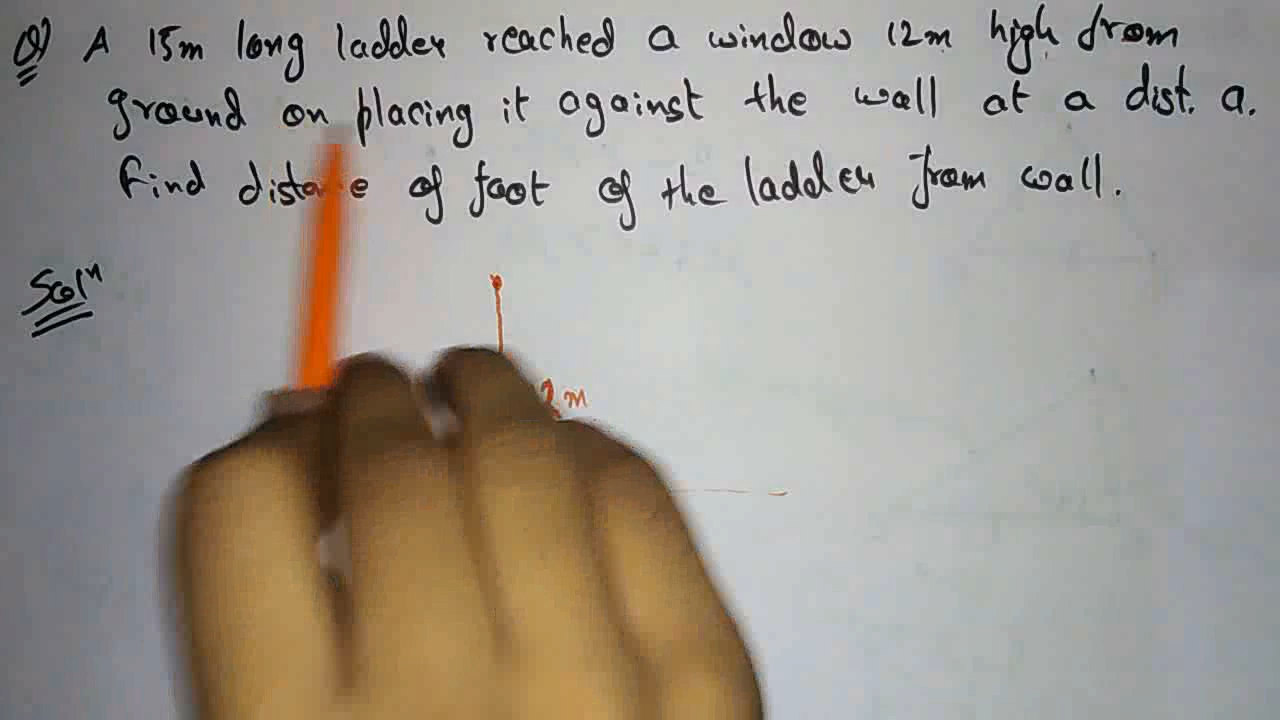 Q) A 15m long ladder reached a window 12m high from
ground on placing it against the wall at a dist. a.
Find distance of foot of the ladder from wall.
Solⁿ
2 m